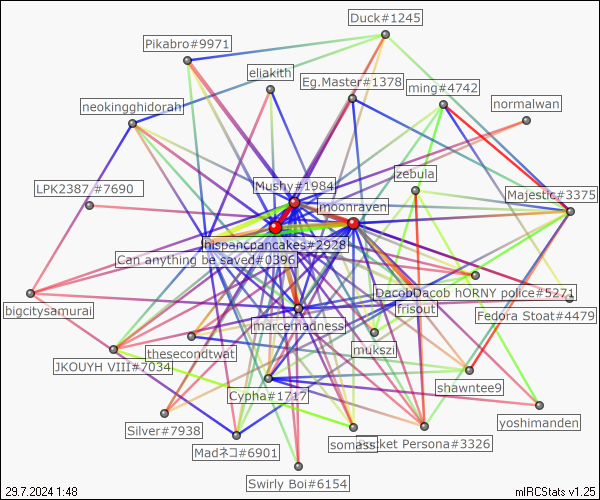 Duck#1245
Pikabro#9971
eliakith
Eg.Master#1378
ming#4742
neokingghidorah
normalwan
zebula
LPK2387 #7690
Mushy#1984
Majestic#3375
moonraven
hispancpancakes#2928
Can anything be saved#0396
DacobDacob hORNY police#5271
bigcitysamurai
frisout
Fedora Stoat#4479
marcemadness
thesecondtwat
mukszi
JKOUYH VIII#7034
shawntee9
Cypha#1717
yoshimanden
Silver#7938
somass
cket Persona#3326
Madネコ#6901
Swirly Boi#6154
29.7.2024 1:48
mIRCStats v1.25